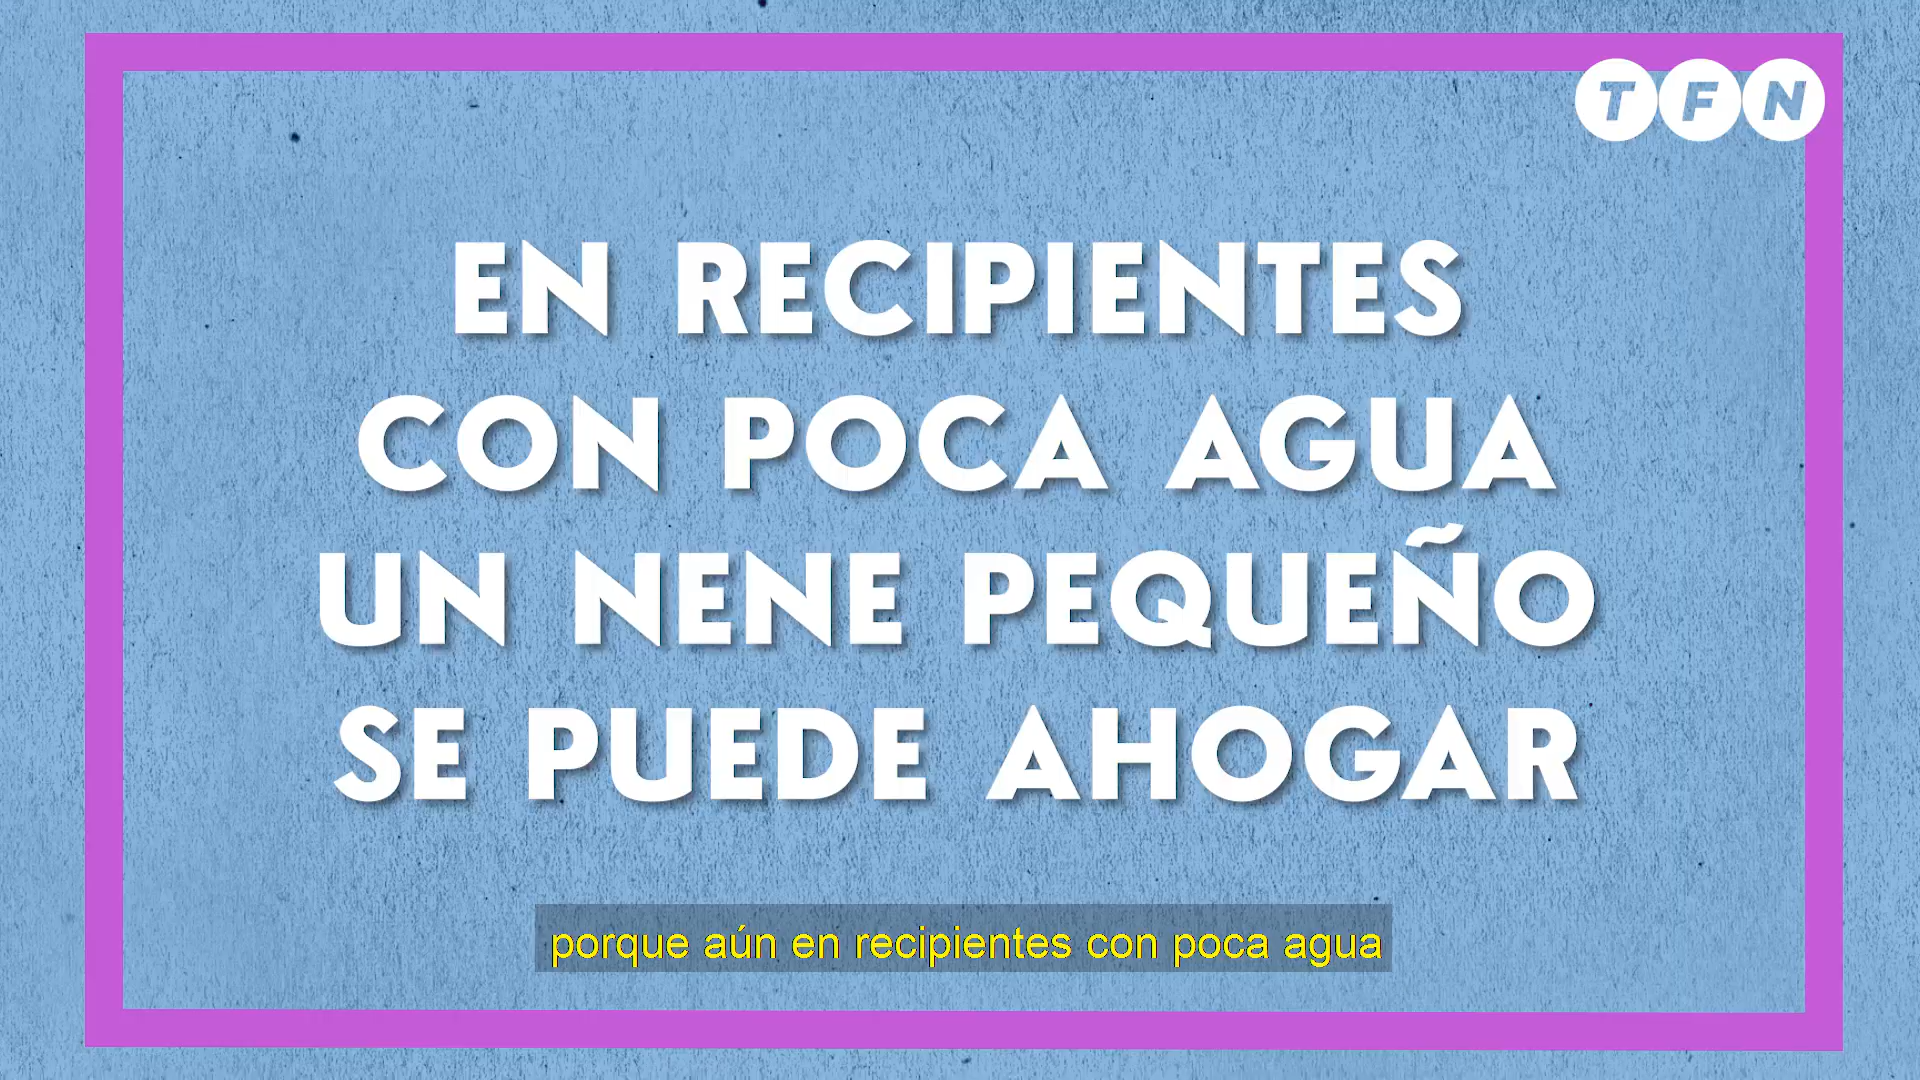 TFN
EN RECIPIENTES
CON POCA AGUA
UN NENE PEQUEÑO
SE PUEDE AHOGAR
porque aún en recipientes con poca agua